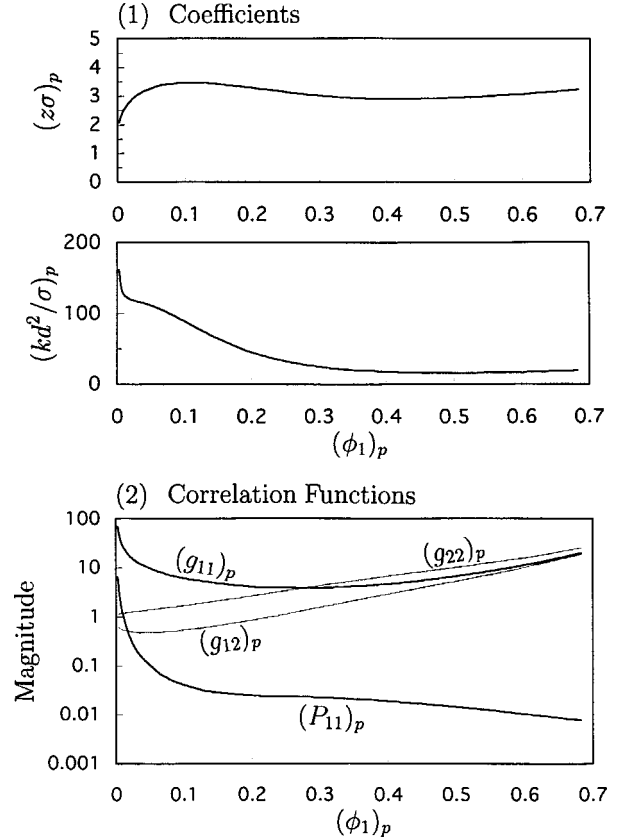 (1) Coefficients
5
4
3
2
1
0
(zσ)ₚ
0 0.1 0.2 0.3 0.4 0.5 0.6 0.7
200
100
0
(kd²/σ)ₚ
0 0.1 0.2 0.3 0.4 0.5 0.6 0.7
(ϕ₁)ₚ
(2) Correlation Functions
100
10
1
0.1
0.01
0.001
Magnitude
(g₁₁)ₚ
(g₂₂)ₚ
(g₁₂)ₚ
(P₁₁)ₚ
0 0.1 0.2 0.3 0.4 0.5 0.6 0.7
(ϕ₁)ₚ